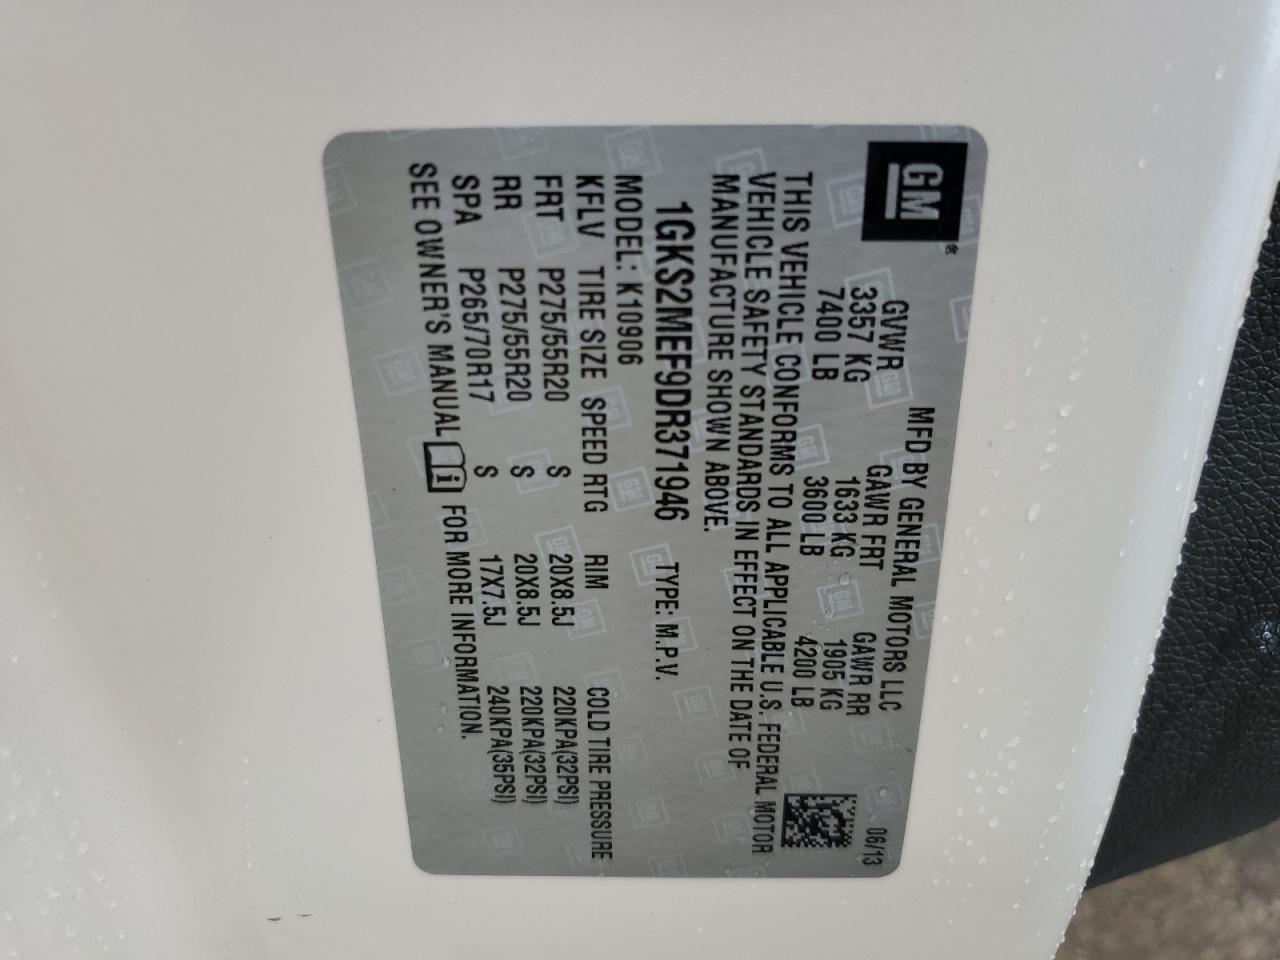 GM®
MFD BY GENERAL MOTORS LLC 06/13
GVWR GAWR FRT GAWR RR
3357 KG 1633 KG 1905 KG
7400 LB 3600 LB 4200 LB
THIS VEHICLE CONFORMS TO ALL APPLICABLE U.S. FEDERAL MOTOR
VEHICLE SAFETY STANDARDS IN EFFECT ON THE DATE OF
MANUFACTURE SHOWN ABOVE.
1GKS2MEF9DR371946 TYPE: M.P.V.
MODEL: K10906
KFLV TIRE SIZE SPEED RTG RIM COLD TIRE PRESSURE
FRT P275/55R20 S 20X8.5J 220KPA(32PSI)
RR P275/55R20 S 20X8.5J 220KPA(32PSI)
SPA P265/70R17 S 17X7.5J 240KPA(35PSI)
SEE OWNER'S MANUAL i FOR MORE INFORMATION.